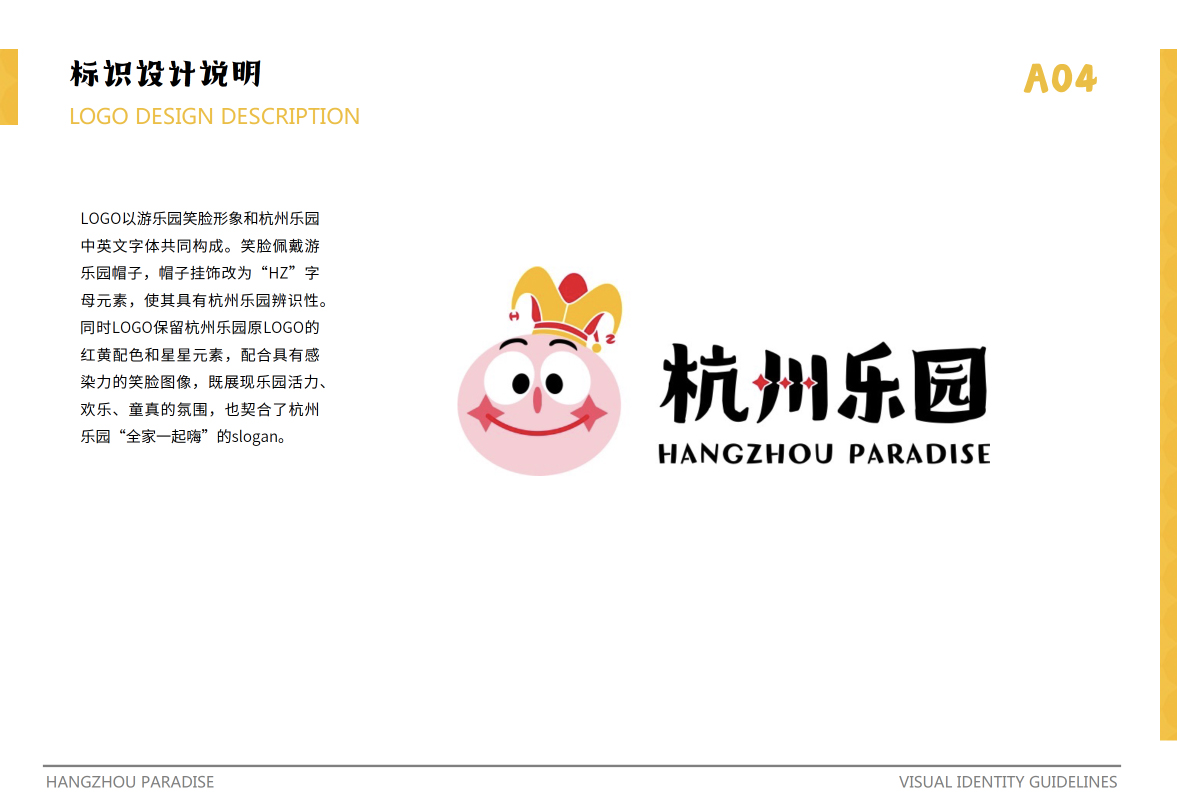 标识设计说明
A04
LOGO DESIGN DESCRIPTION
LOGO以游乐园笑脸形象和杭州乐园
中英文字体共同构成。笑脸佩戴游
乐园帽子，帽子挂饰改为“HZ”字
母元素，使其具有杭州乐园辨识性。
同时LOGO保留杭州乐园原LOGO的
红黄配色和星星元素，配合具有感
染力的笑脸图像，既展现乐园活力、
欢乐、童真的氛围，也契合了杭州
乐园“全家一起嗨”的slogan。
H
Z
杭州乐园
HANGZHOU PARADISE
HANGZHOU PARADISE
VISUAL IDENTITY GUIDELINES